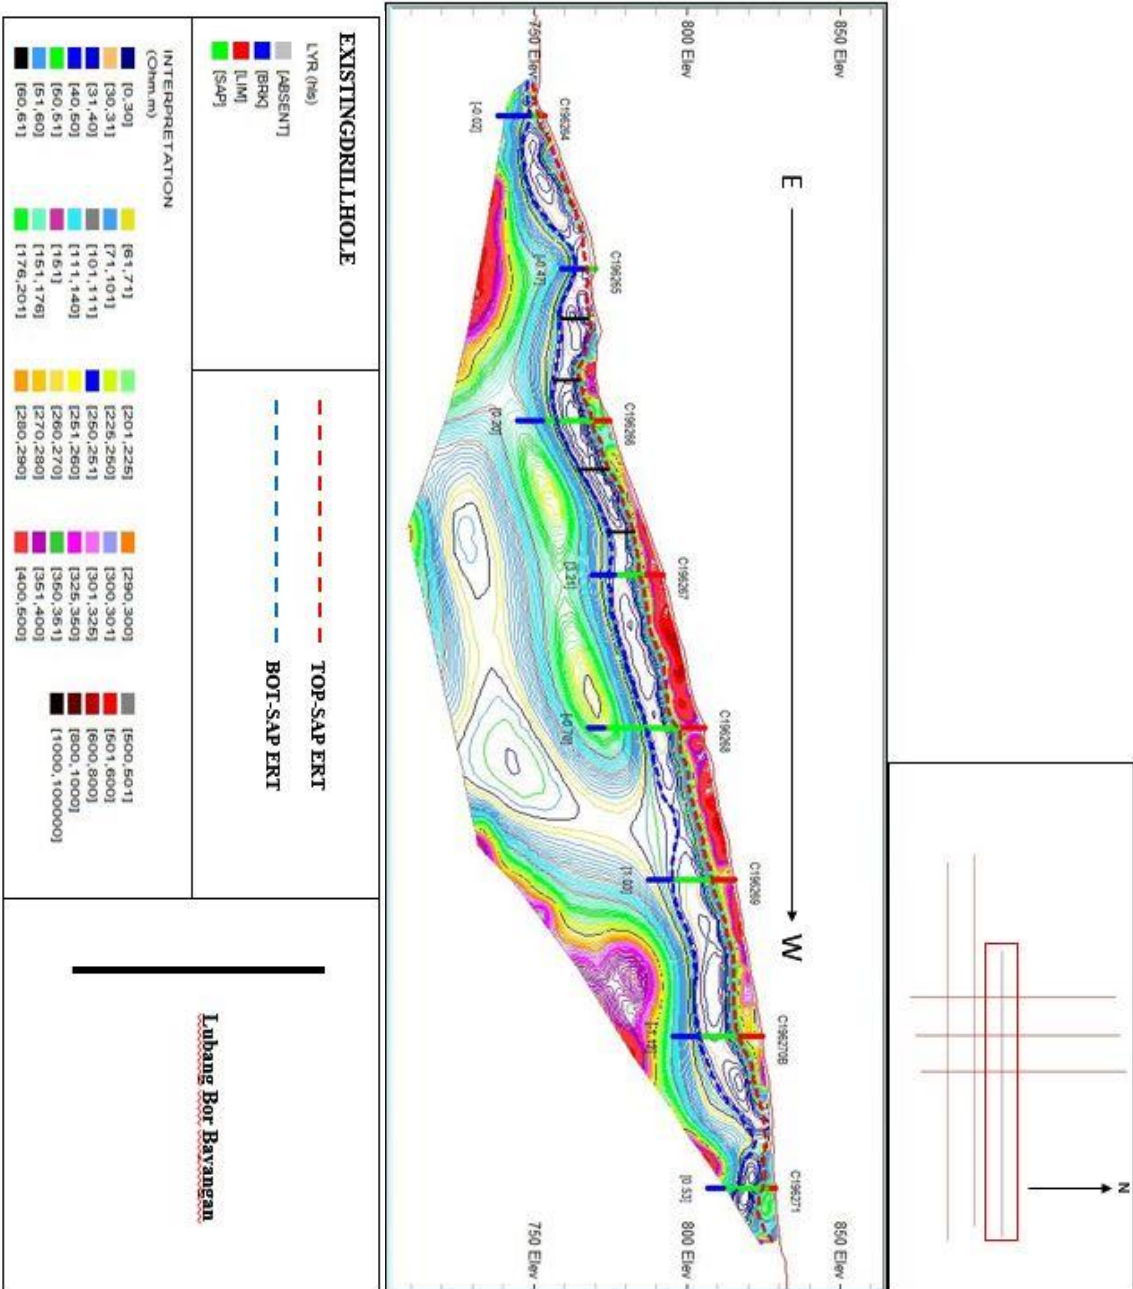 N
E
W
850 Elev
850 Elev
800 Elev
800 Elev
750 Elev
750 Elev
C196264
C196265
C196266
C196267
C196268
C196269
C196270B
C196271
[-0.02]
[-0.47]
[0.20]
[3.21]
[-0.70]
[1.00]
[-1.12]
[0.53]
EXISTINGDRILLHOLE
LYR (his)
[ABSENT]
[BRK]
[LIM]
[SAP]
TOP-SAP ERT
BOT-SAP ERT
Lubang Bor Bayangan
INTERPRETATION
(Ohm.m)
[0,30]
[30,31]
[31,40]
[40,50]
[50,51]
[51,60]
[60,61]
[61,71]
[71,101]
[101,111]
[111,140]
[151]
[151,176]
[176,201]
[201,225]
[225,250]
[250,251]
[251,260]
[260,270]
[270,280]
[280,290]
[290,300]
[300,301]
[301,325]
[325,350]
[350,351]
[351,400]
[400,500]
[500,501]
[501,600]
[600,800]
[800,1000]
[1000,100000]